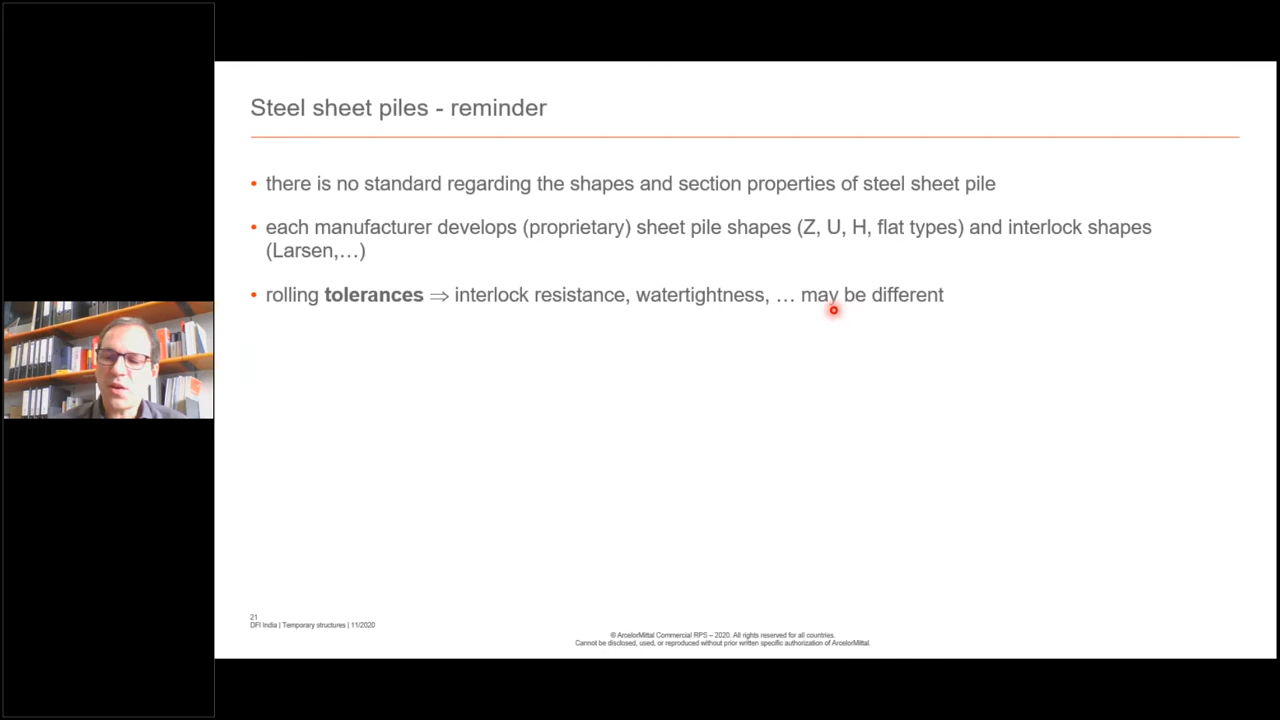 Steel sheet piles - reminder
• there is no standard regarding the shapes and section properties of steel sheet pile
• each manufacturer develops (proprietary) sheet pile shapes (Z, U, H, flat types) and interlock shapes
(Larsen,…)
• rolling tolerances ⇒ interlock resistance, watertightness, … may be different
21
DFI India | Temporary structures | 11/2020
© ArcelorMittal Commercial RPS – 2020. All rights reserved for all countries.
Cannot be disclosed, used, or reproduced without prior written specific authorization of ArcelorMittal.